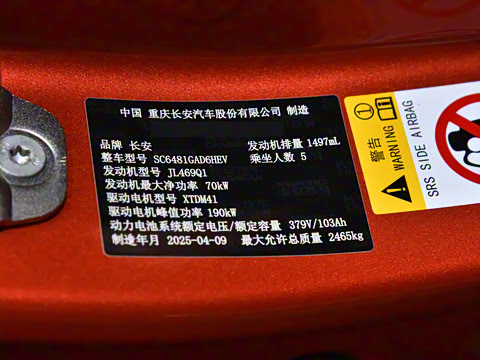 中国 重庆长安汽车股份有限公司 制造
品牌 长安 发动机排量 1497mL
整车型号 SC6481GAD6HEV 乘坐人数 5
发动机型号 JL469Q1
发动机最大净功率 70kW
驱动电机型号 XTDM41
驱动电机峰值功率 190kW
动力电池系统额定电压/额定容量 379V/103Ah
制造年月 2025-04-09 最大允许总质量 2465kg
警告
WARNING
SRS SIDE AIRBAG